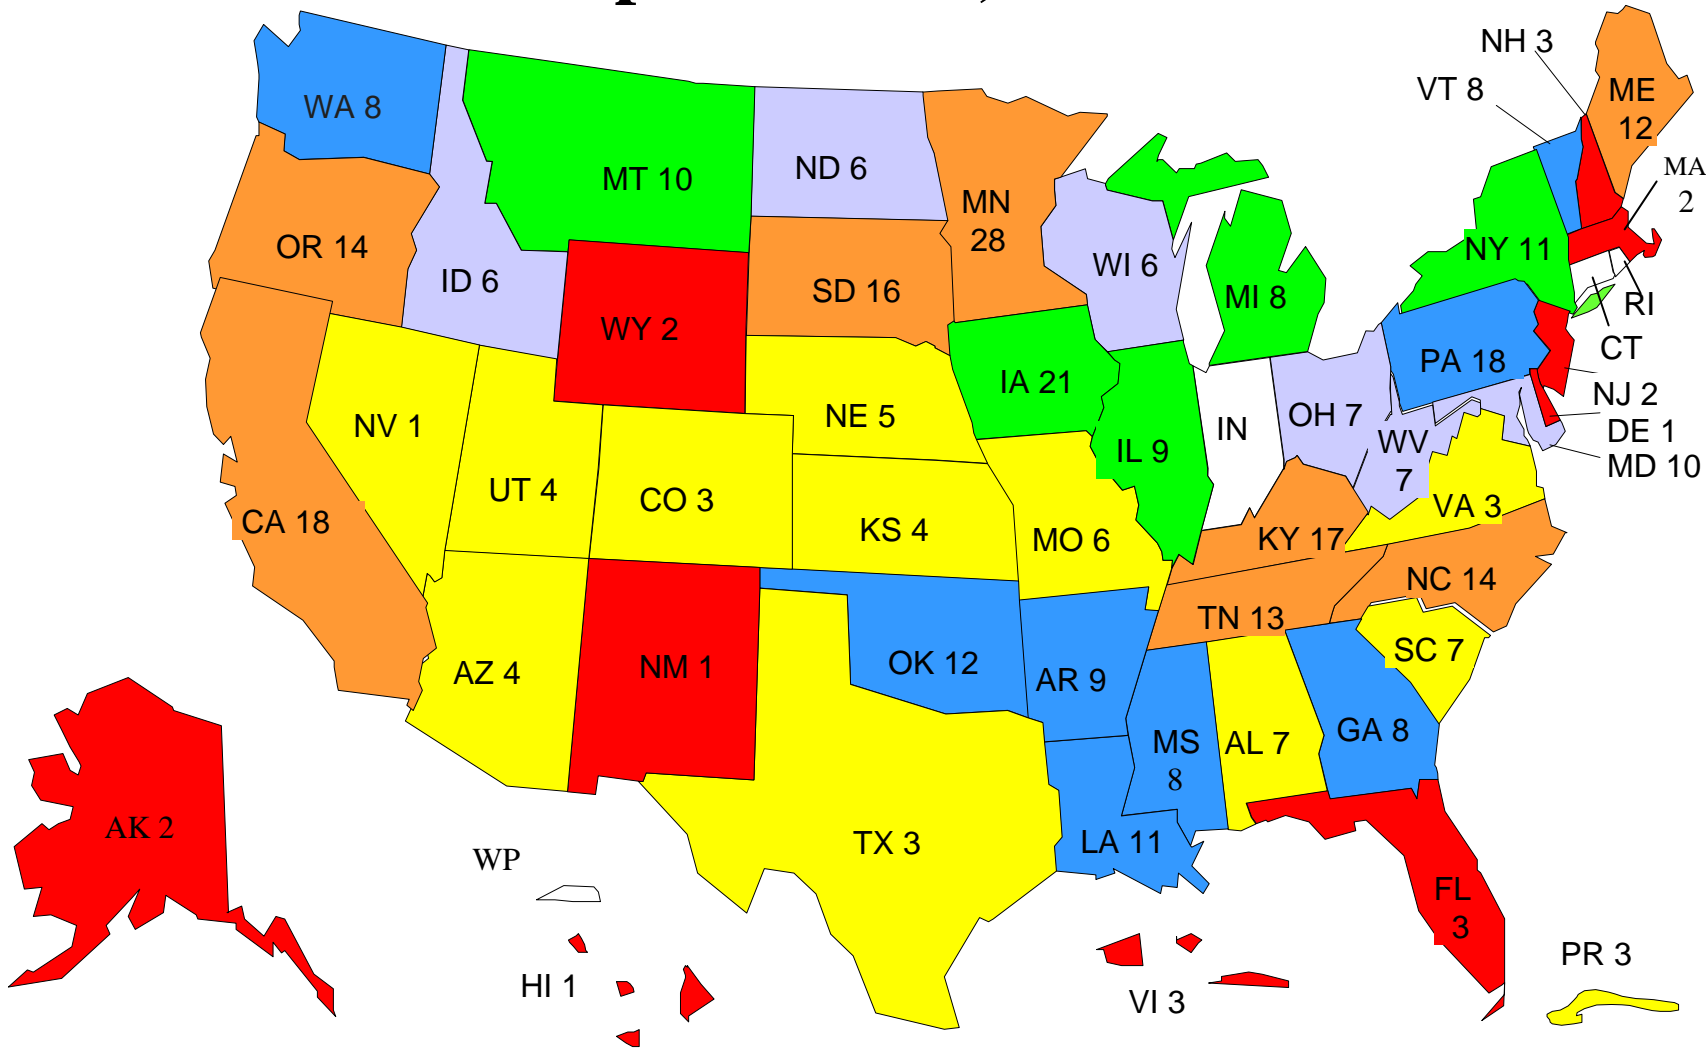 NH 3
VT 8
ME
12
WA 8
MT 10
ND 6
MN
28
MA
2
OR 14
ID 6
SD 16
WI 6
MI 8
NY 11
RI
WY 2
CT
PA 18
NV 1
NE 5
IA 21
IL 9
IN
OH 7
WV
7
NJ 2
DE 1
MD 10
UT 4
CO 3
KS 4
MO 6
KY 17
VA 3
CA 18
TN 13
NC 14
AZ 4
NM 1
OK 12
AR 9
SC 7
MS
8
AL 7
GA 8
AK 2
WP
TX 3
LA 11
FL
3
HI 1
VI 3
PR 3